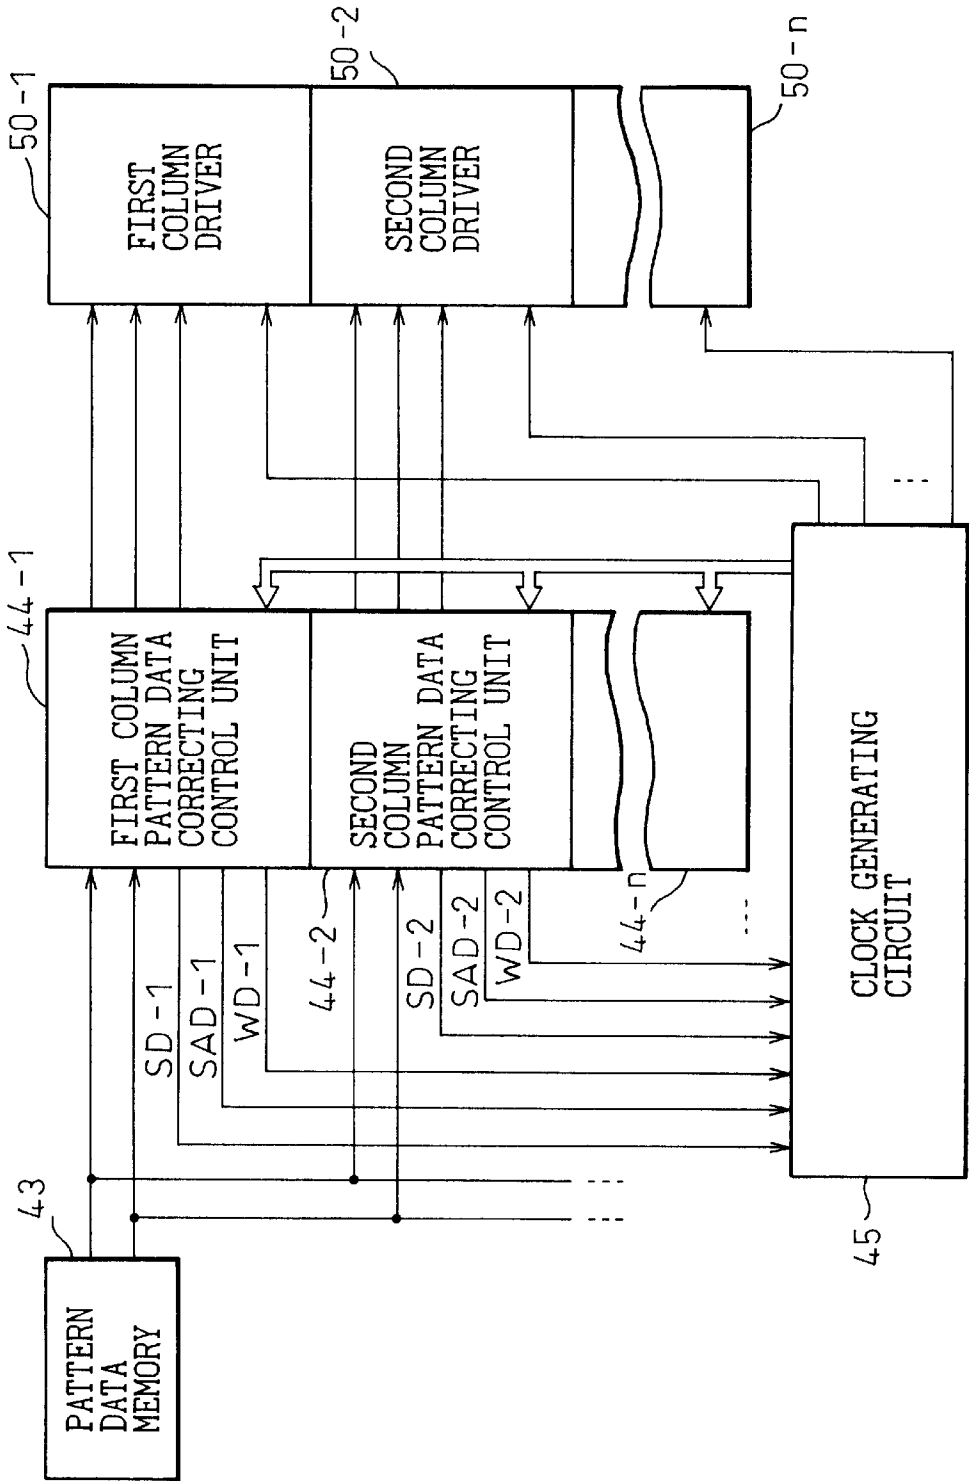 43
PATTERN
DATA
MEMORY
44-1
FIRST COLUMN
PATTERN DATA
CORRECTING
CONTROL UNIT
50-1
FIRST
COLUMN
DRIVER
SD-1
SAD-1
WD-1
44-2
SECOND
COLUMN
PATTERN DATA
CORRECTING
CONTROL UNIT
50-2
SECOND
COLUMN
DRIVER
SD-2
SAD-2
WD-2
44-n
50-n
45
CLOCK GENERATING
CIRCUIT